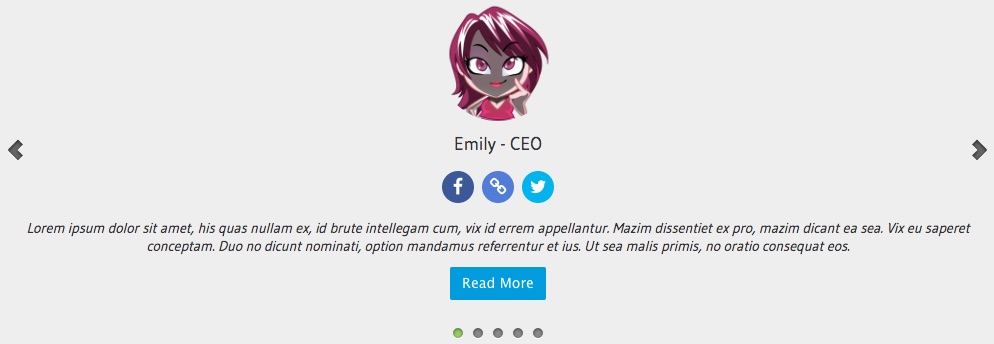 Emily - CEO
Lorem ipsum dolor sit amet, his quas nullam ex, id brute intellegam cum, vix id errem appellantur. Mazim dissentiet ex pro, mazim dicant ea sea. Vix eu saperet
conceptam. Duo no dicunt nominati, option mandamus referrentur et ius. Ut sea malis primis, no oratio consequat eos.
Read More